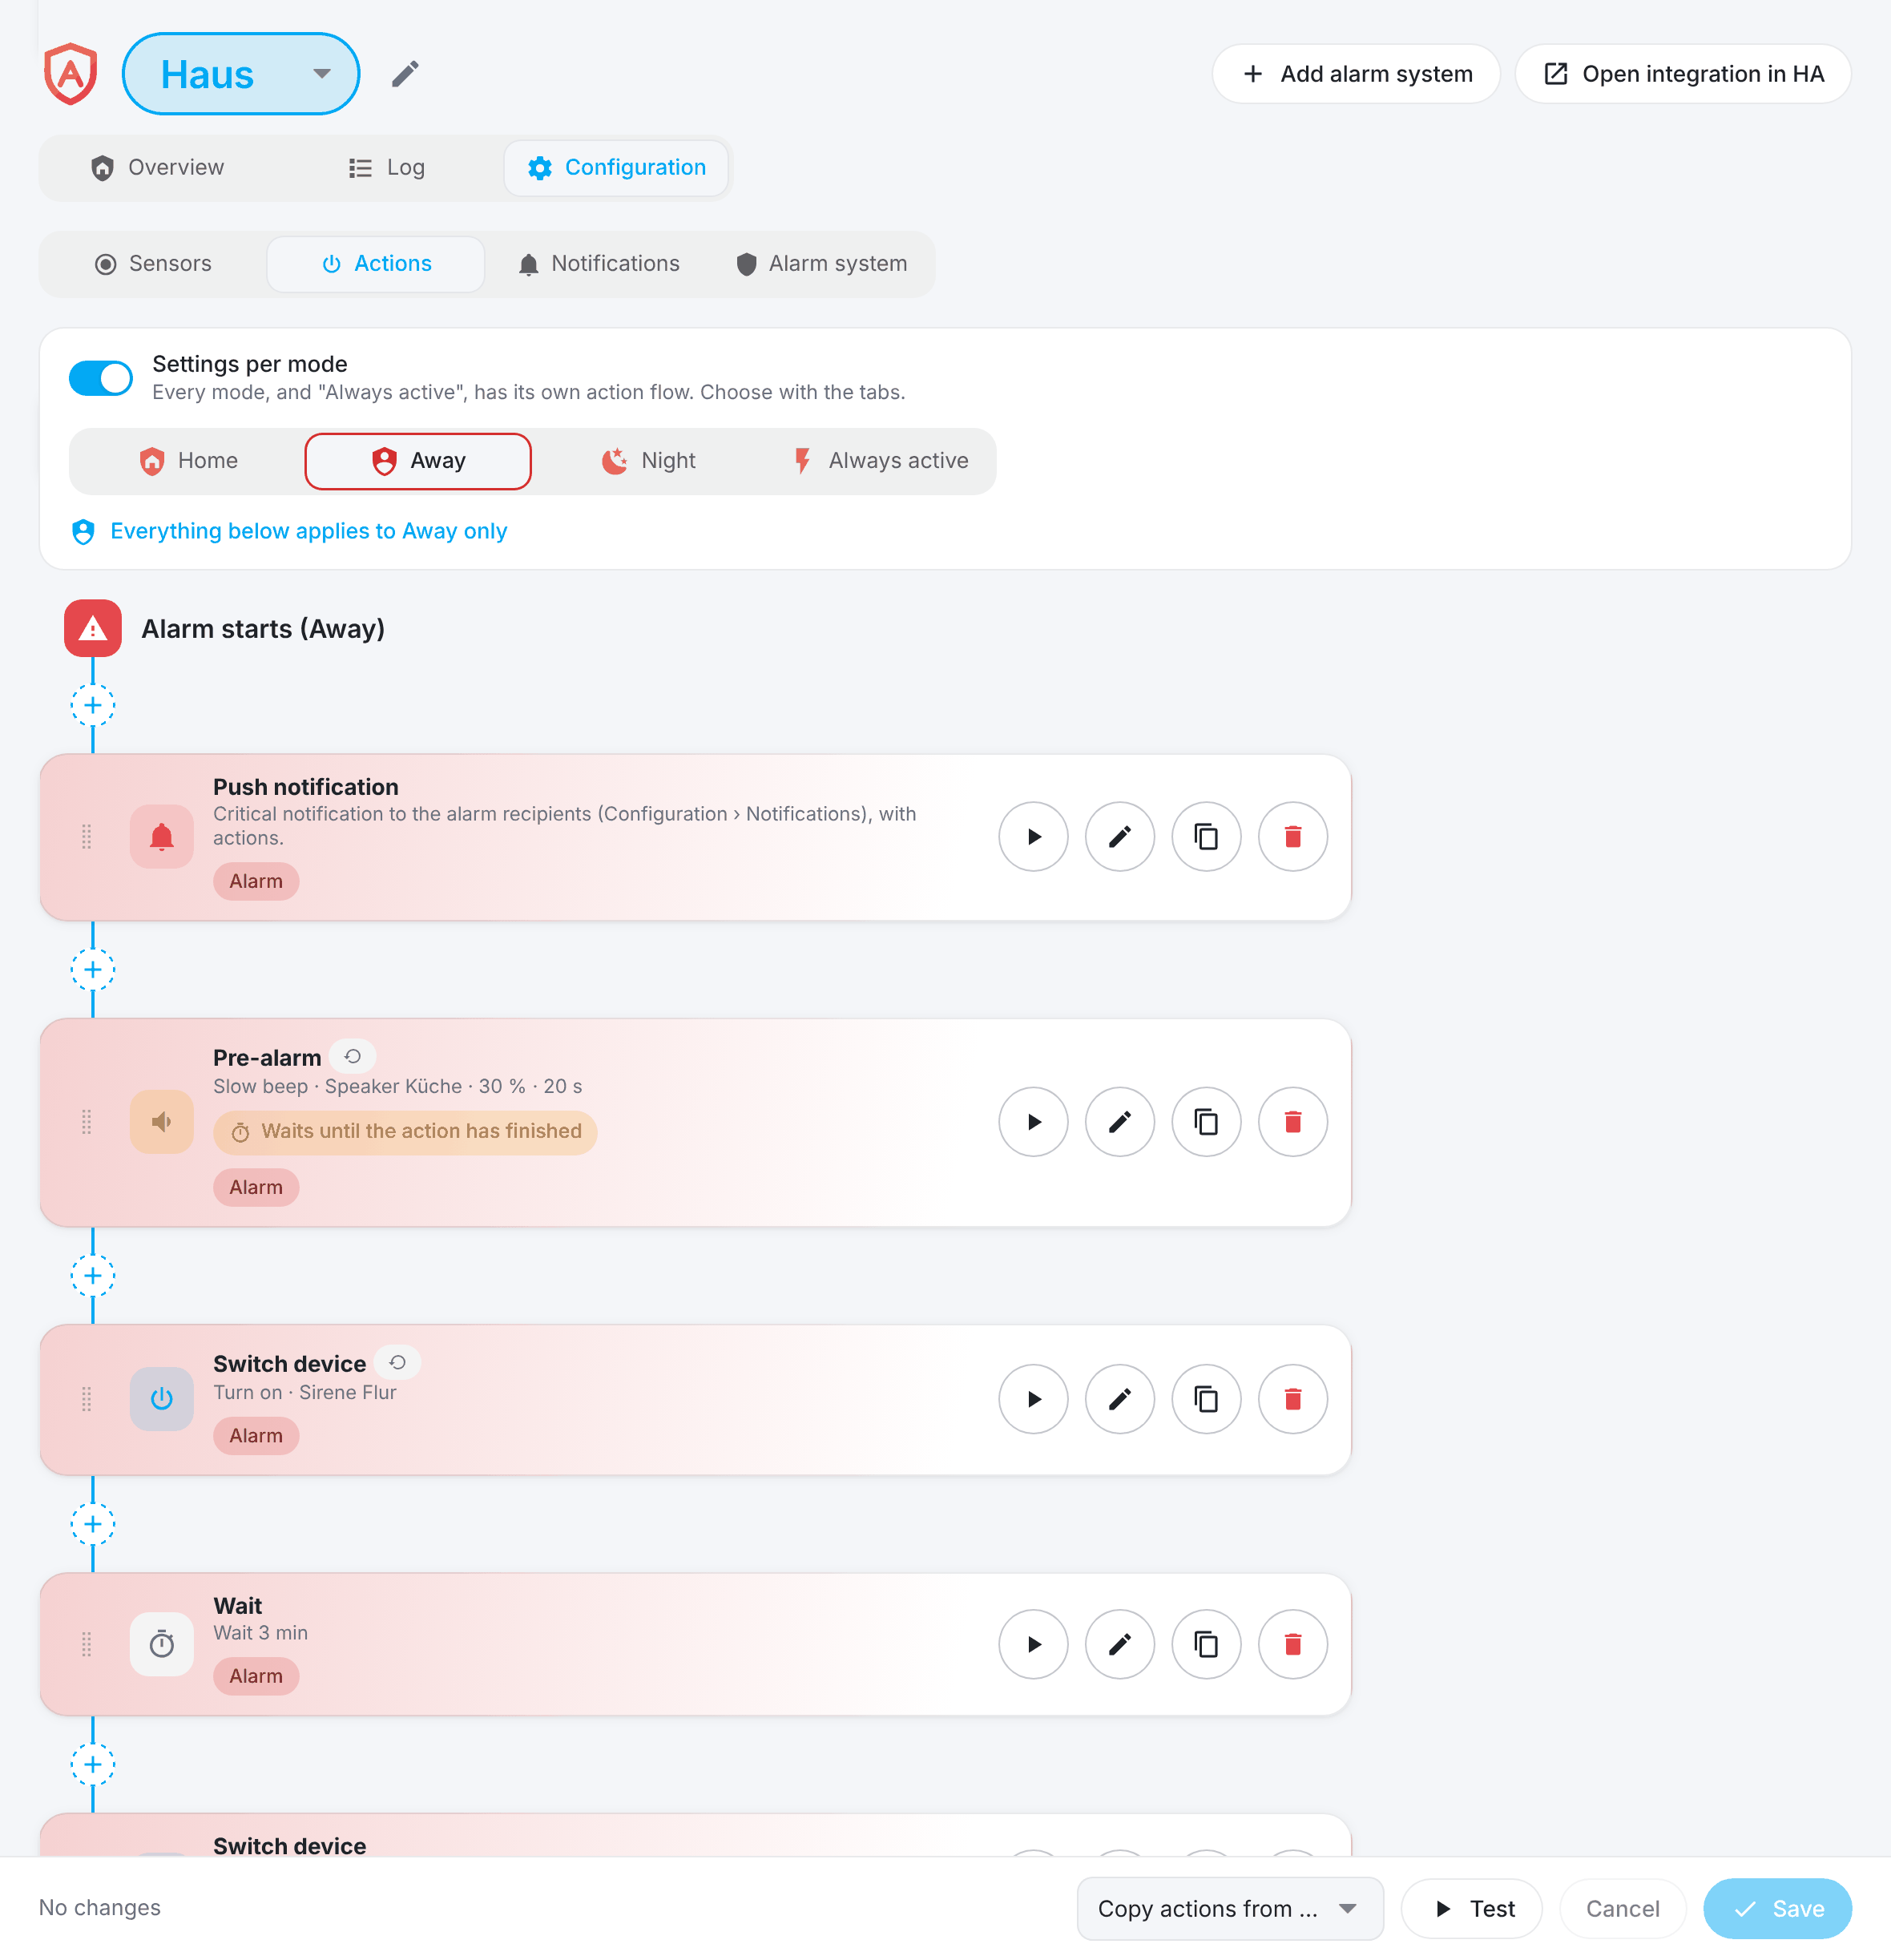 Haus
Add alarm system
Open integration in HA
Overview
Log
Configuration
Sensors
Actions
Notifications
Alarm system
Settings per mode
Every mode, and "Always active", has its own action flow. Choose with the tabs.
Home
Away
Night
Always active
Everything below applies to Away only
Alarm starts (Away)
Push notification
Critical notification to the alarm recipients (Configuration › Notifications), with
actions.
Alarm
Pre-alarm
Slow beep · Speaker Küche · 30 % · 20 s
Waits until the action has finished
Alarm
Switch device
Turn on · Sirene Flur
Alarm
Wait
Wait 3 min
Alarm
Switch device
No changes
Copy actions from ...
Test
Cancel
Save